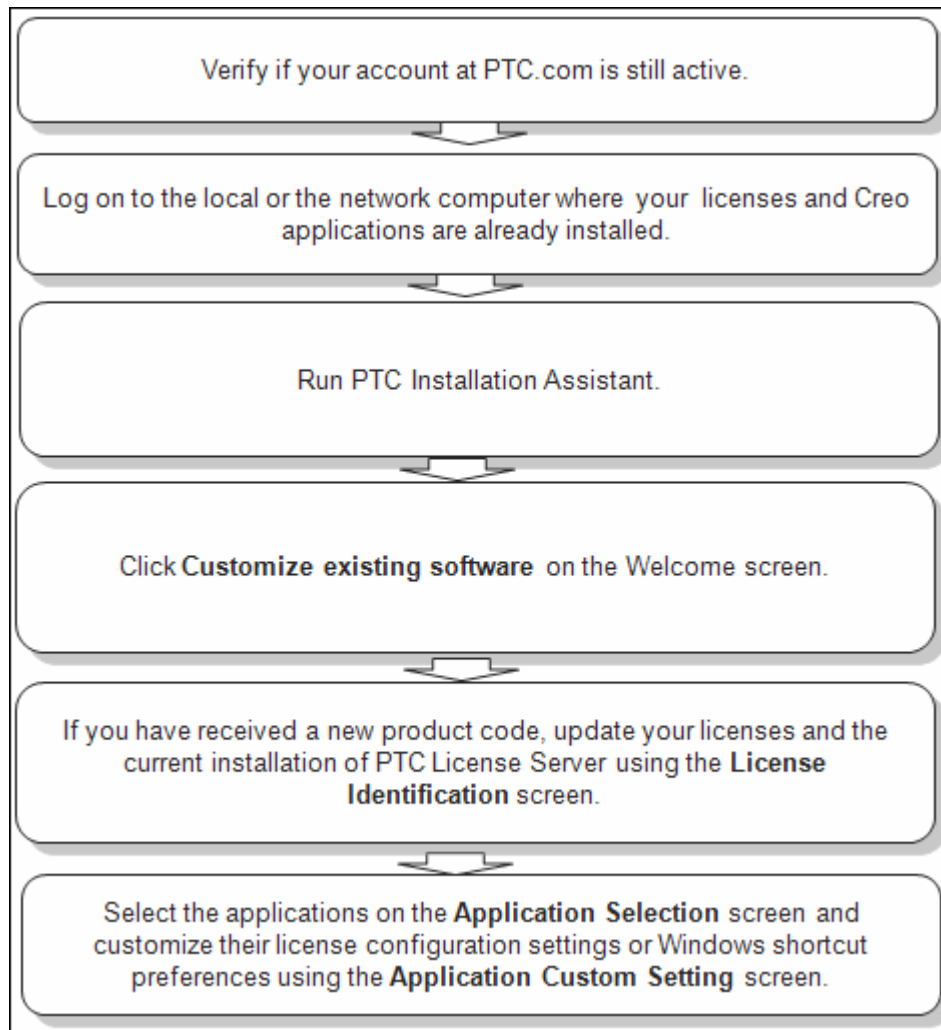 Verify if your account at PTC.com is still active.
Log on to the local or the network computer where your licenses and Creo
applications are already installed.
Run PTC Installation Assistant.
Click Customize existing software on the Welcome screen.
If you have received a new product code, update your licenses and the
current installation of PTC License Server using the License
Identification screen.
Select the applications on the Application Selection screen and
customize their license configuration settings or Windows shortcut
preferences using the Application Custom Setting screen.